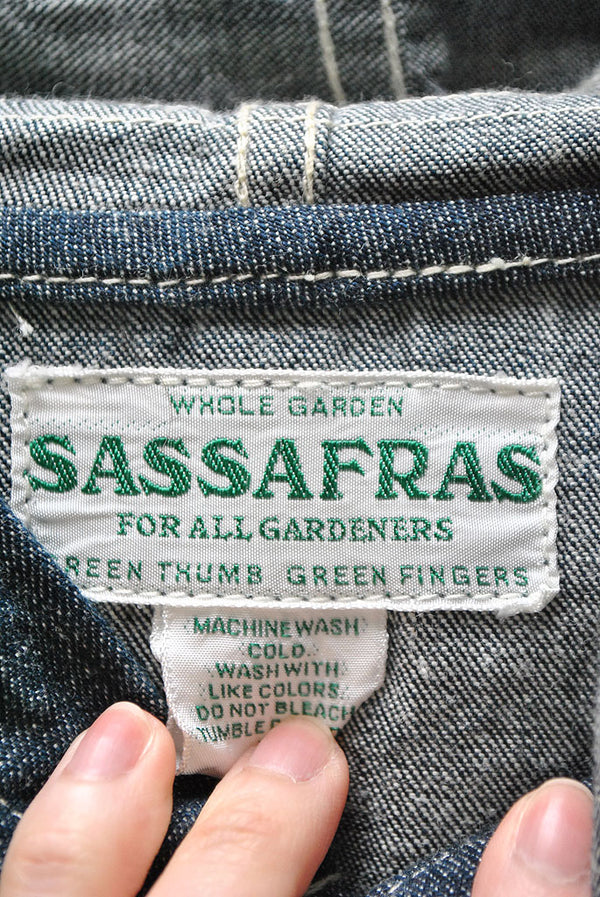 WHOLE GARDEN
SASSAFRAS
FOR ALL GARDENERS
REEN THUMB GREEN FINGERS
MACHINE WASH
COLD.
WASH WITH
LIKE COLORS.
DO NOT BLEACH
TUMBLE